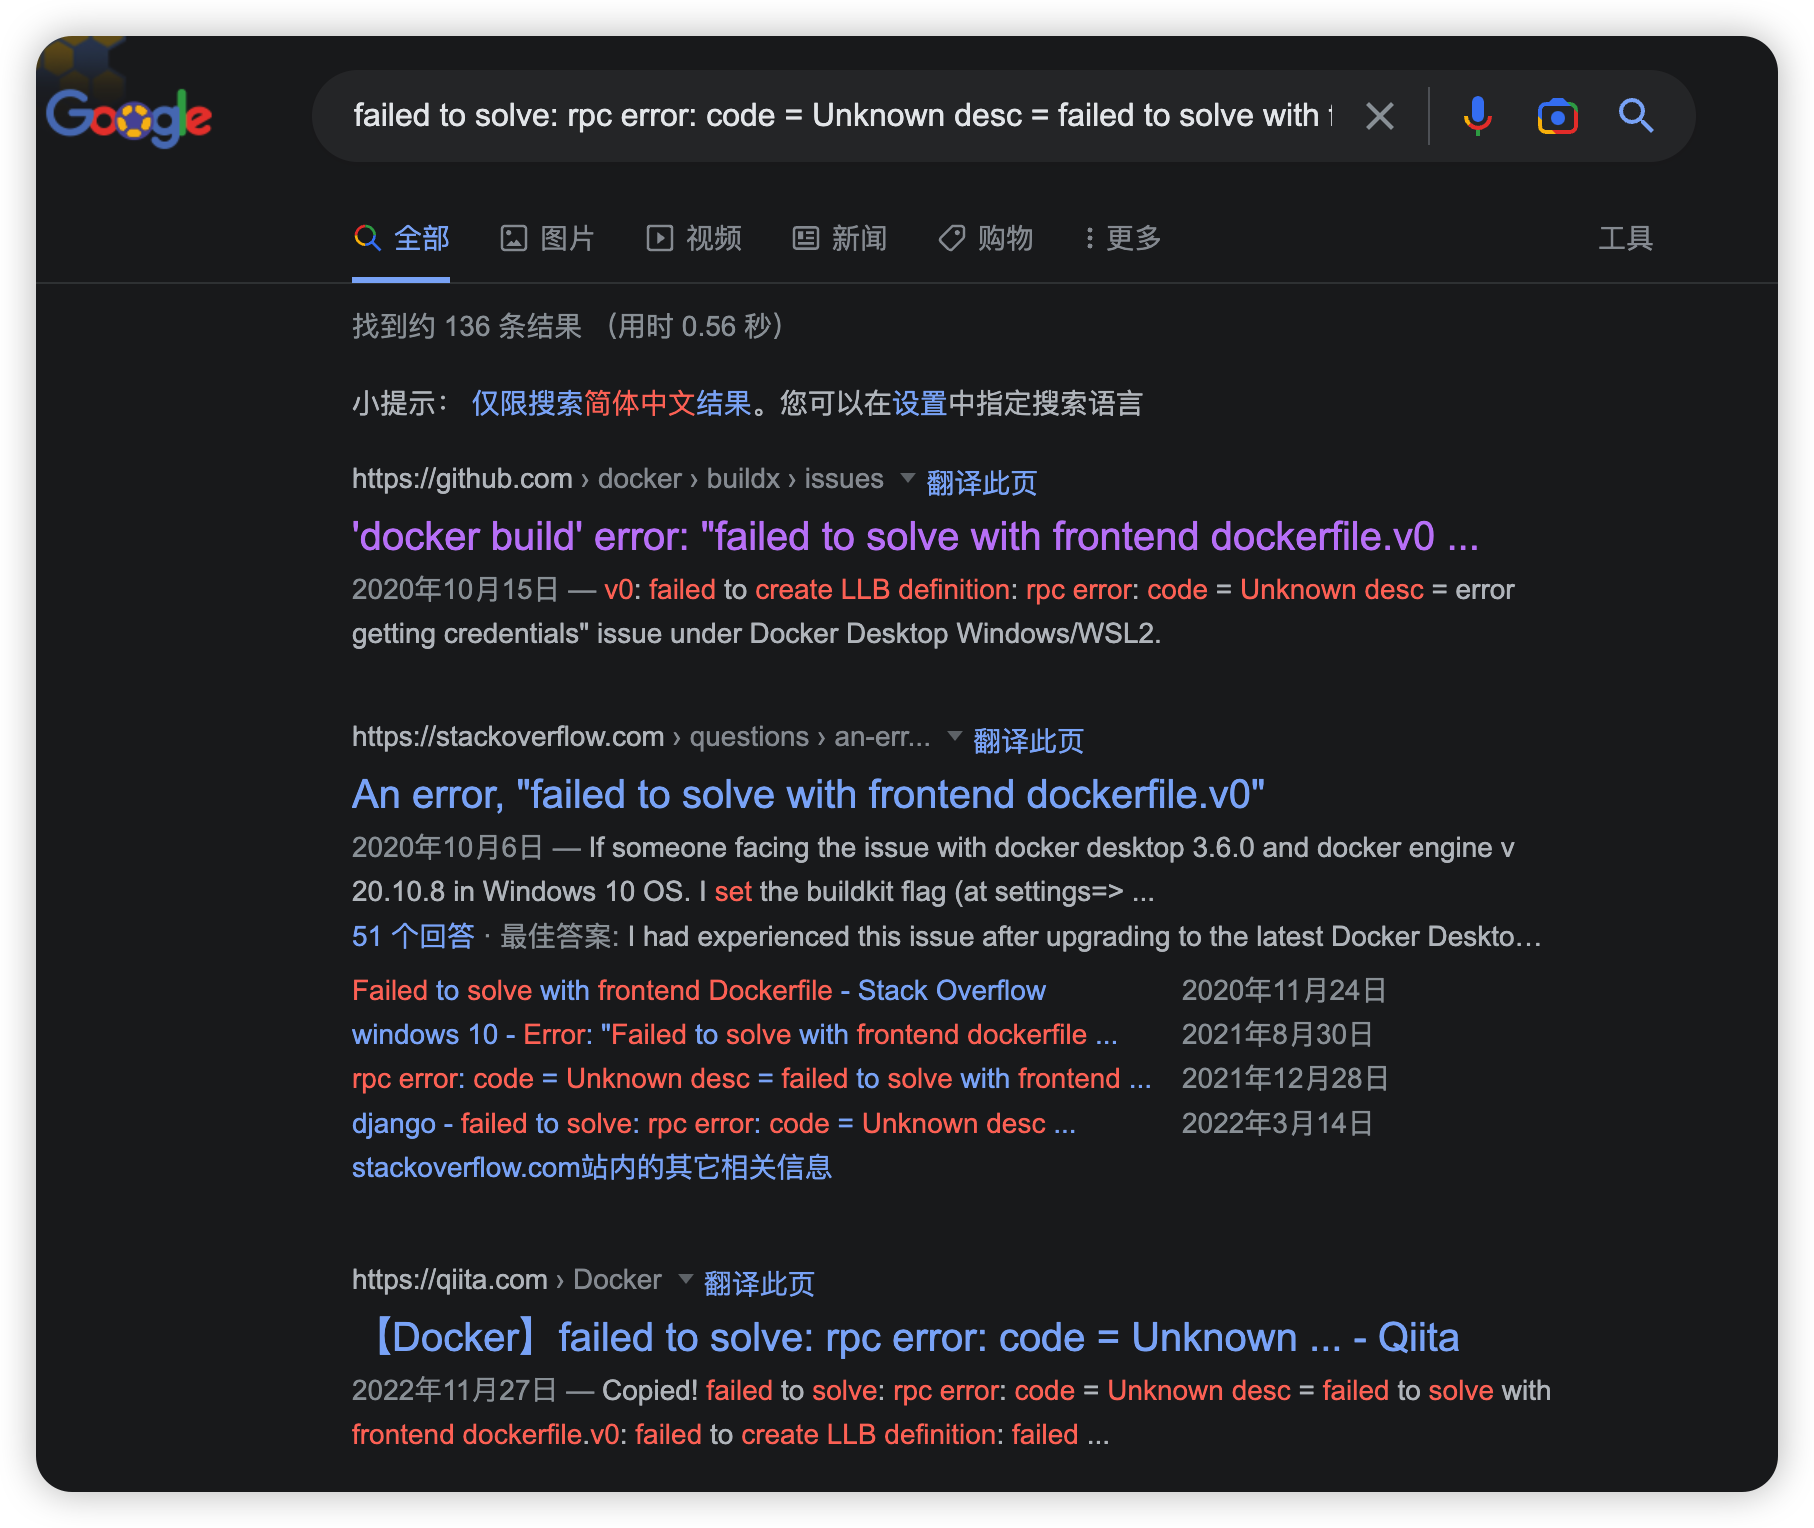 Google
failed to solve: rpc error: code = Unknown desc = failed to solve with
全部 图片 视频 新闻 购物 更多 工具
找到约 136 条结果 （用时 0.56 秒）
小提示： 仅限搜索简体中文结果。您可以在设置中指定搜索语言
https://github.com › docker › buildx › issues 翻译此页
'docker build' error: "failed to solve with frontend dockerfile.v0 ...
2020年10月15日 — v0: failed to create LLB definition: rpc error: code = Unknown desc = error
getting credentials" issue under Docker Desktop Windows/WSL2.
https://stackoverflow.com › questions › an-err... 翻译此页
An error, "failed to solve with frontend dockerfile.v0"
2020年10月6日 — If someone facing the issue with docker desktop 3.6.0 and docker engine v
20.10.8 in Windows 10 OS. I set the buildkit flag (at settings=> ...
51 个回答 · 最佳答案: I had experienced this issue after upgrading to the latest Docker Deskto…
Failed to solve with frontend Dockerfile - Stack Overflow 2020年11月24日
windows 10 - Error: "Failed to solve with frontend dockerfile ... 2021年8月30日
rpc error: code = Unknown desc = failed to solve with frontend ... 2021年12月28日
django - failed to solve: rpc error: code = Unknown desc ... 2022年3月14日
stackoverflow.com站内的其它相关信息
https://qiita.com › Docker 翻译此页
【Docker】failed to solve: rpc error: code = Unknown ... - Qiita
2022年11月27日 — Copied! failed to solve: rpc error: code = Unknown desc = failed to solve with
frontend dockerfile.v0: failed to create LLB definition: failed ...